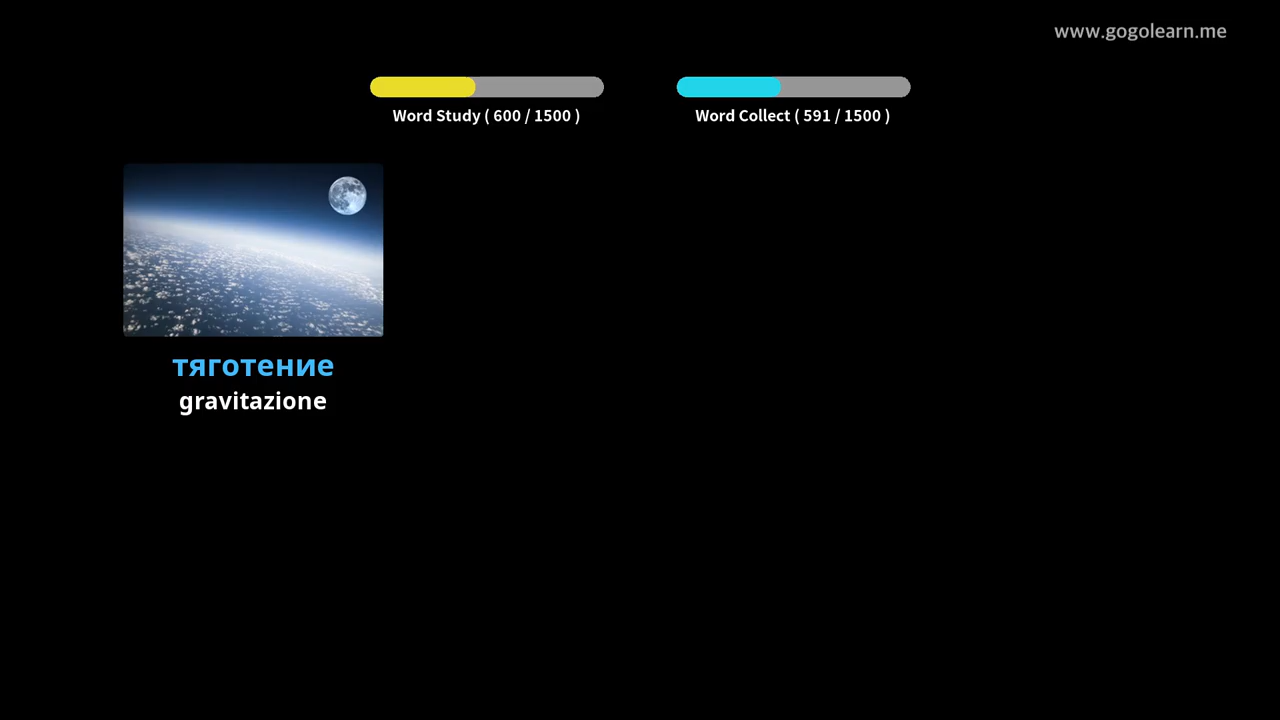 www.gogolearn.me
Word Study ( 600 / 1500 )
Word Collect ( 591 / 1500 )
тяготение
gravitazione